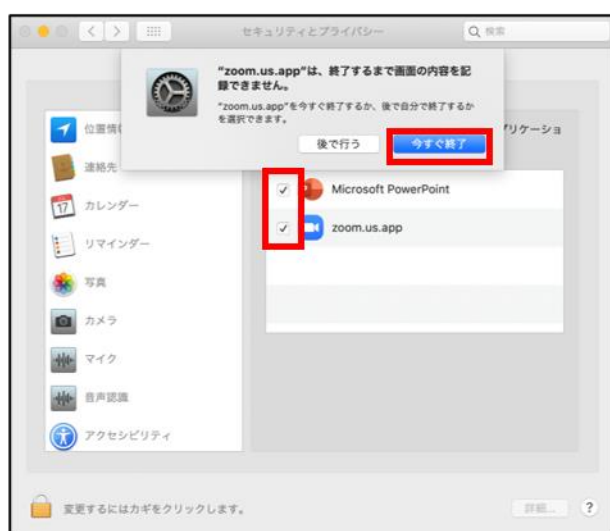 セキュリティとプライバシー
検索
"zoom.us.app"は、終了するまで画面の内容を記
録できません。
"zoom.us.app"を今すぐ終了するか、後で自分で終了するか
を選択できます。
後で行う
今すぐ終了
位置情
プリケーショ
連絡先
17
カレンダー
リマインダー
写真
カメラ
マイク
音声認識
アクセシビリティ
Microsoft PowerPoint
zoom.us.app
変更するにはカギをクリックします。
詳細...
?